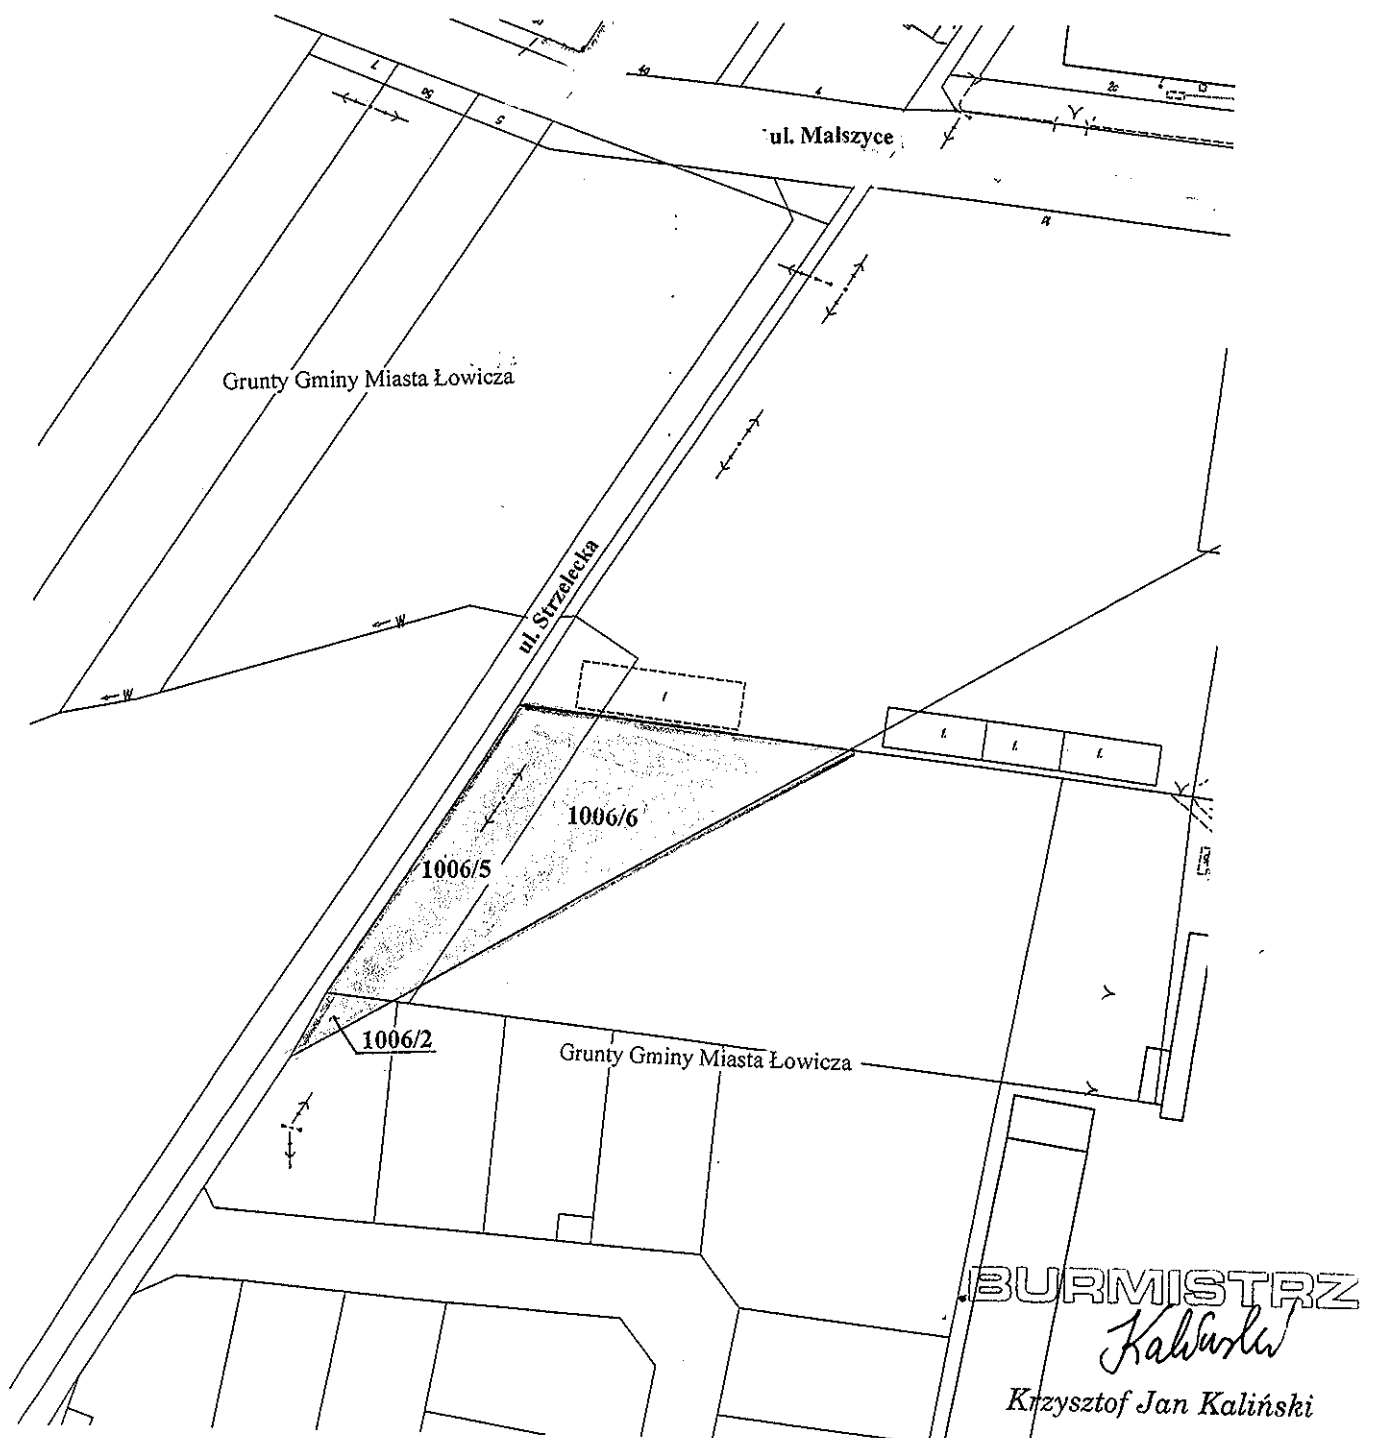 ul. Małszyce
Grunty Gminy Miasta Łowicza
ul. Strzelecka
W
W
1006/6
1006/5
1006/2
Grunty Gminy Miasta Łowicza
BURMISTRZ
Krzysztof Jan Kaliński